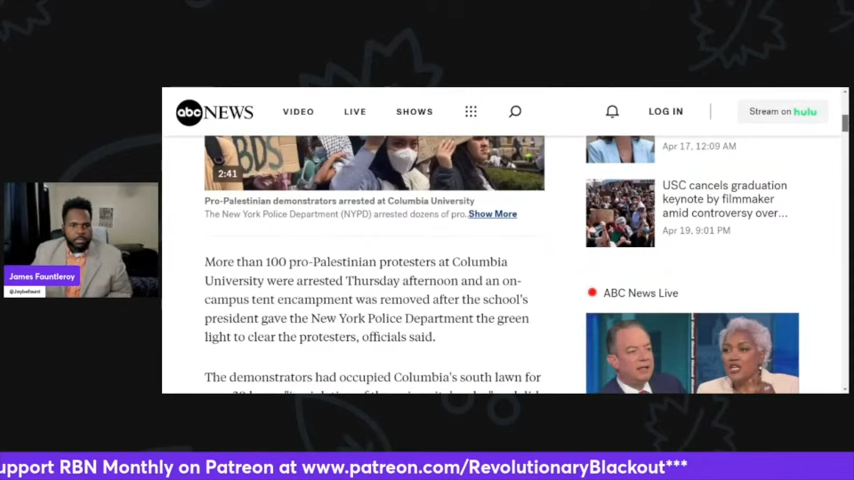 abc NEWS
VIDEO
LIVE
SHOWS
LOG IN
Stream on hulu
BDS
2:41
Pro-Palestinian demonstrators arrested at Columbia University
The New York Police Department (NYPD) arrested dozens of pro..Show More
More than 100 pro-Palestinian protesters at Columbia
University were arrested Thursday afternoon and an on-
campus tent encampment was removed after the school's
president gave the New York Police Department the green
light to clear the protesters, officials said.
The demonstrators had occupied Columbia's south lawn for
Apr 17, 12:09 AM
USC cancels graduation
keynote by filmmaker
amid controversy over...
Apr 19, 9:01 PM
ABC News Live
James Fauntleroy
@Jaybefaunt
upport RBN Monthly on Patreon at www.patreon.com/RevolutionaryBlackout***